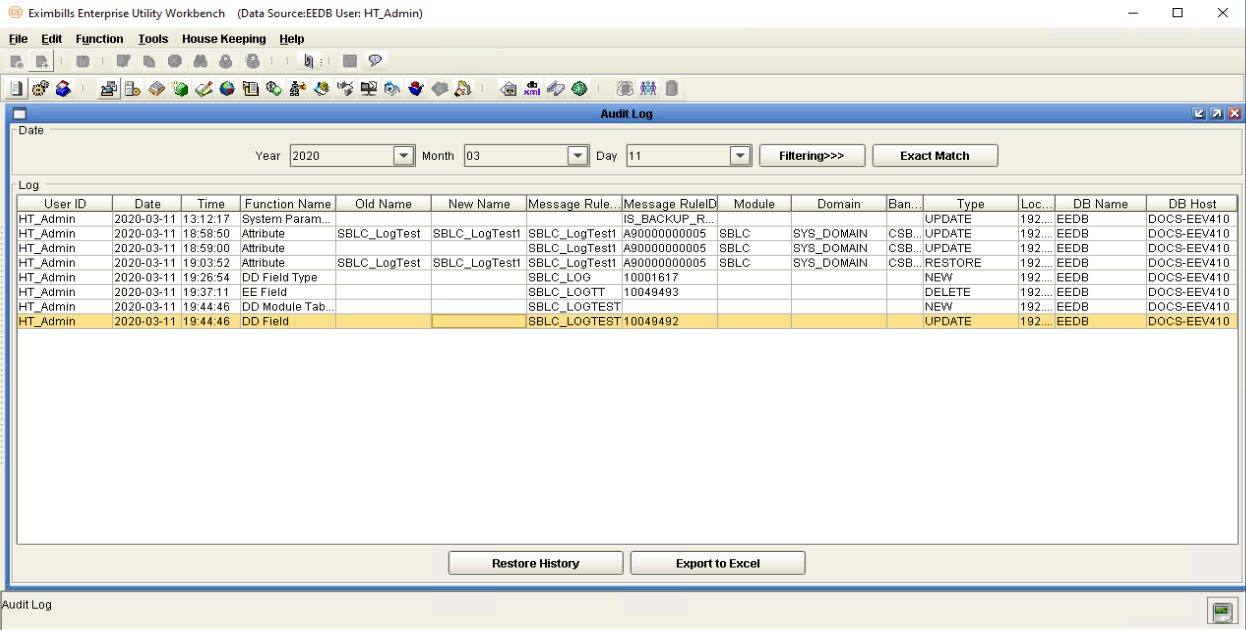 Eximbills Enterprise Utility Workbench (Data Source:EEDB User: HT_Admin)
File Edit Function Tools House Keeping Help
Audit Log
Date
Year 2020 Month 03 Day 11 Filtering>>> Exact Match
Log
User ID Date Time Function Name Old Name New Name Message Rule... Message RuleID Module Domain Ban... Type Loc... DB Name DB Host
HT_Admin 2020-03-11 13:12:17 System Param... IS_BACKUP_R... UPDATE 192.... EEDB DOCS-EEV410
HT_Admin 2020-03-11 18:58:50 Attribute SBLC_LogTest SBLC_LogTest1 SBLC_LogTest1 A90000000005 SBLC SYS_DOMAIN CSB... UPDATE 192.... EEDB DOCS-EEV410
HT_Admin 2020-03-11 18:59:00 Attribute SBLC_LogTest1 A90000000005 SBLC SYS_DOMAIN CSB... UPDATE 192.... EEDB DOCS-EEV410
HT_Admin 2020-03-11 19:03:52 Attribute SBLC_LogTest SBLC_LogTest1 SBLC_LogTest1 A90000000005 SBLC SYS_DOMAIN CSB... RESTORE 192.... EEDB DOCS-EEV410
HT_Admin 2020-03-11 19:26:54 DD Field Type SBLC_LOG 10001617 NEW 192.... EEDB DOCS-EEV410
HT_Admin 2020-03-11 19:37:11 EE Field SBLC_LOGTT 10049493 DELETE 192.... EEDB DOCS-EEV410
HT_Admin 2020-03-11 19:44:46 DD Module Tab... SBLC_LOGTEST NEW 192.... EEDB DOCS-EEV410
HT_Admin 2020-03-11 19:44:46 DD Field SBLC_LOGTEST 10049492 UPDATE 192.... EEDB DOCS-EEV410
Restore History Export to Excel
Audit Log